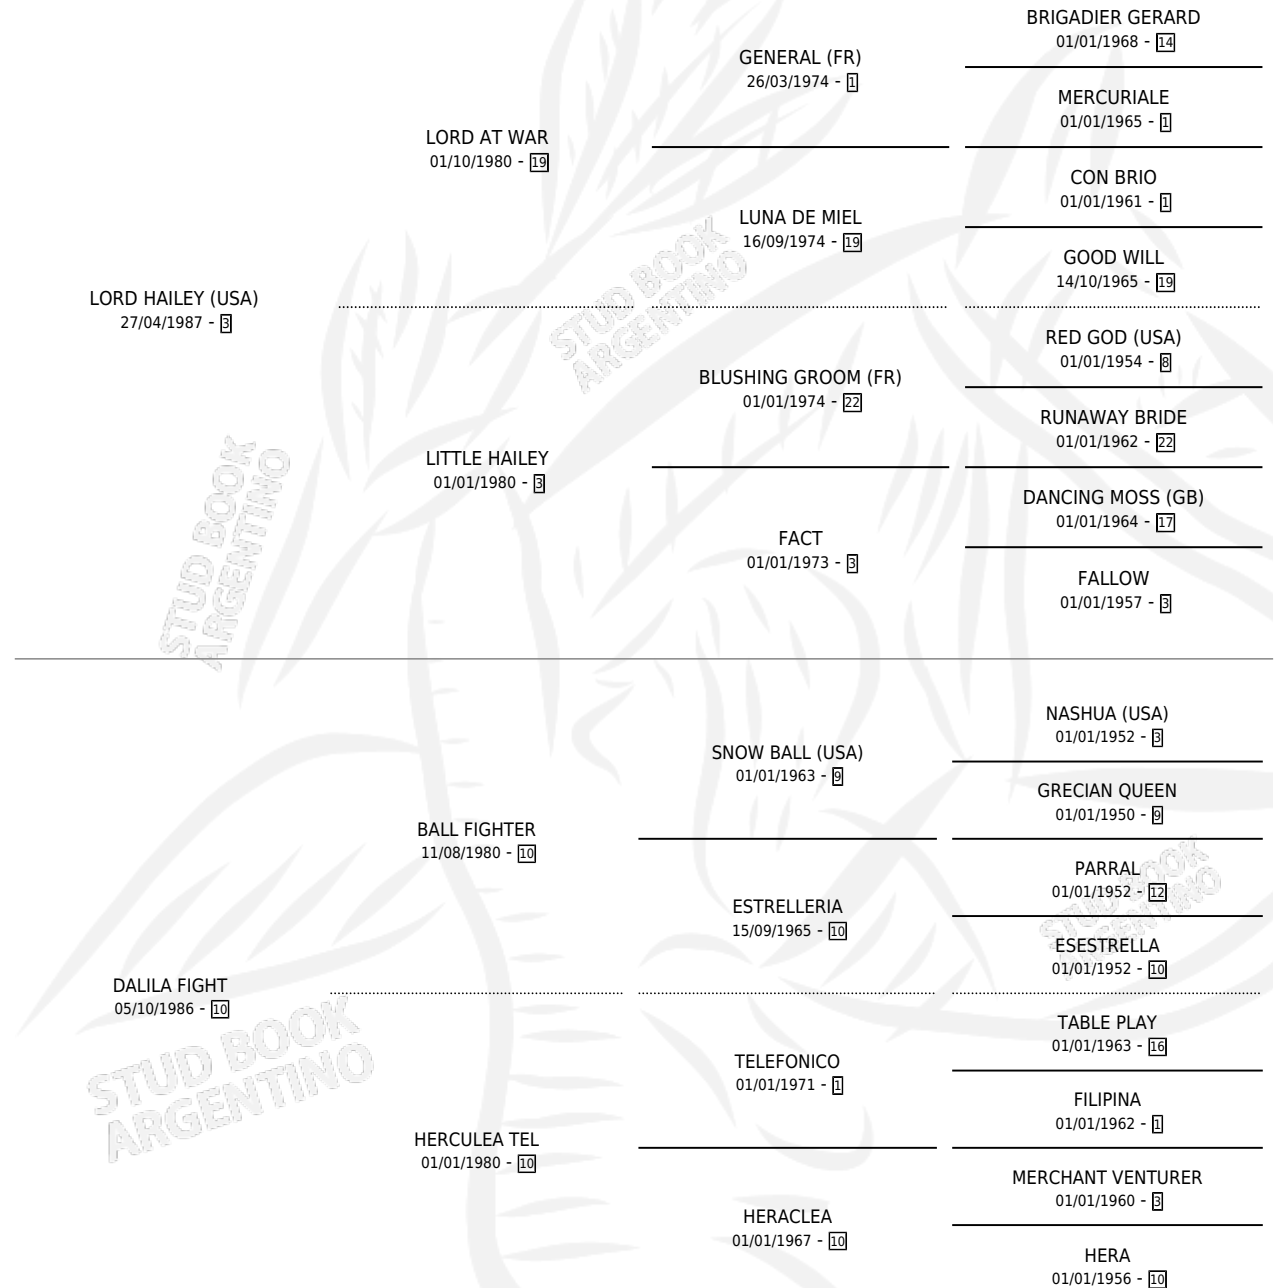 BRIGADIER GERARD
01/01/1968 - 14
GENERAL (FR)
26/03/1974 - 1
MERCURIALE
01/01/1965 - 1
LORD AT WAR
01/10/1980 - 19
CON BRIO
01/01/1961 - 1
LUNA DE MIEL
16/09/1974 - 19
GOOD WILL
14/10/1965 - 19
LORD HAILEY (USA)
27/04/1987 - 3
STUD BOOK
ARGENTINO
RED GOD (USA)
01/01/1954 - 8
BLUSHING GROOM (FR)
01/01/1974 - 22
RUNAWAY BRIDE
01/01/1962 - 22
LITTLE HAILEY
01/01/1980 - 3
DANCING MOSS (GB)
01/01/1964 - 17
FACT
01/01/1973 - 3
FALLOW
01/01/1957 - 3
STUD BOOK
ARGENTINO
NASHUA (USA)
01/01/1952 - 3
SNOW BALL (USA)
01/01/1963 - 9
GRECIAN QUEEN
01/01/1950 - 9
BALL FIGHTER
11/08/1980 - 10
PARRAL
01/01/1952 - 12
ESTRELLERIA
15/09/1965 - 10
STUD BOOK
ARGENTINO
ESESTRELLA
01/01/1952 - 10
DALILA FIGHT
05/10/1986 - 10
STUD BOOK
ARGENTINO
TABLE PLAY
01/01/1963 - 16
TELEFONICO
01/01/1971 - 1
FILIPINA
01/01/1962 - 1
HERCULEA TEL
01/01/1980 - 10
MERCHANT VENTURER
01/01/1960 - 3
HERACLEA
01/01/1967 - 10
HERA
01/01/1956 - 10